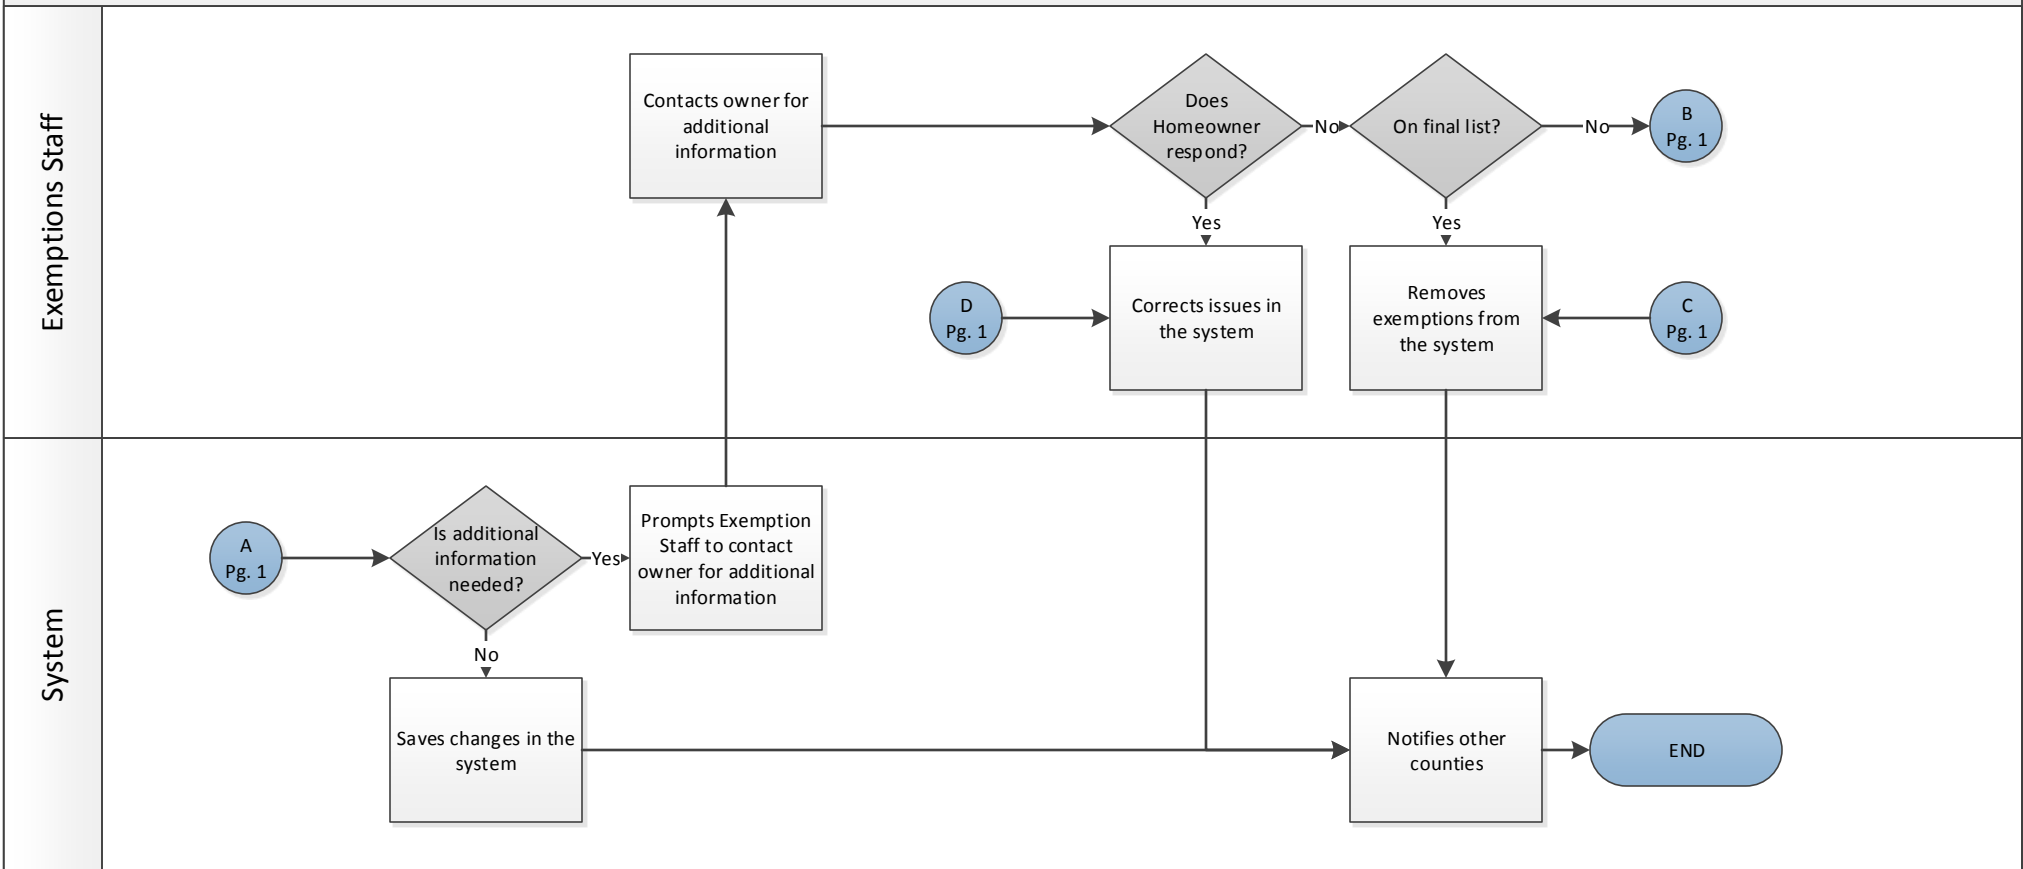 Exemptions Staff
Contacts owner for
additional
information
Does
Homeowner
respond?
No
On final list?
No
B
Pg. 1
Yes
Yes
D
Pg. 1
Corrects issues in
the system
Removes
exemptions from
the system
C
Pg. 1
System
A
Pg. 1
Is additional
information
needed?
Yes
Prompts Exemption
Staff to contact
owner for additional
information
No
Saves changes in the
system
Notifies other
counties
END